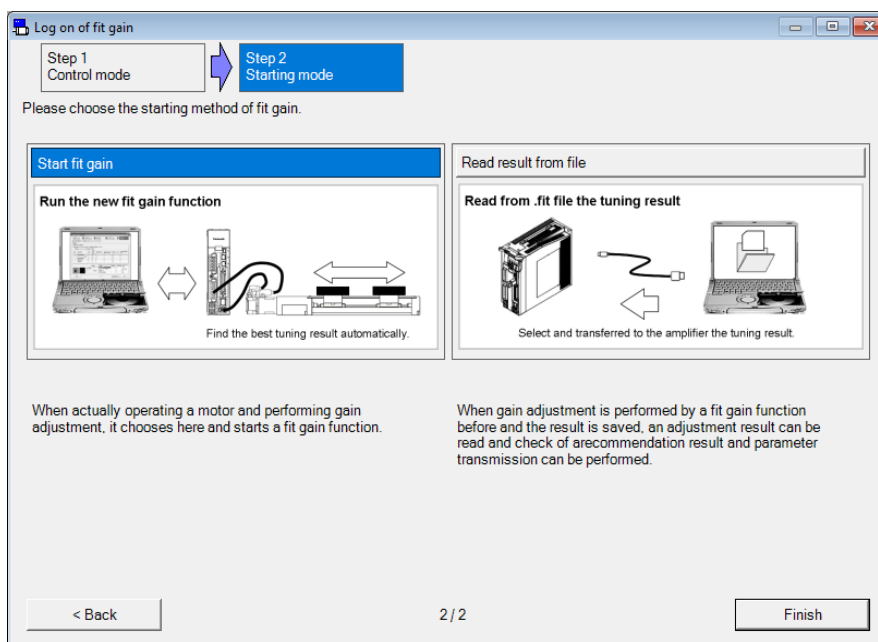 Log on of fit gain
Step 1
Control mode
Step 2
Starting mode
Please choose the starting method of fit gain.
Start fit gain
Run the new fit gain function
Find the best tuning result automatically.
When actually operating a motor and performing gain
adjustment, it chooses here and starts a fit gain function.
Read result from file
Read from .fit file the tuning result
Select and transferred to the amplifier the tuning result.
When gain adjustment is performed by a fit gain function
before and the result is saved, an adjustment result can be
read and check of arecommendation result and parameter
transmission can be performed.
< Back
2 / 2
Finish